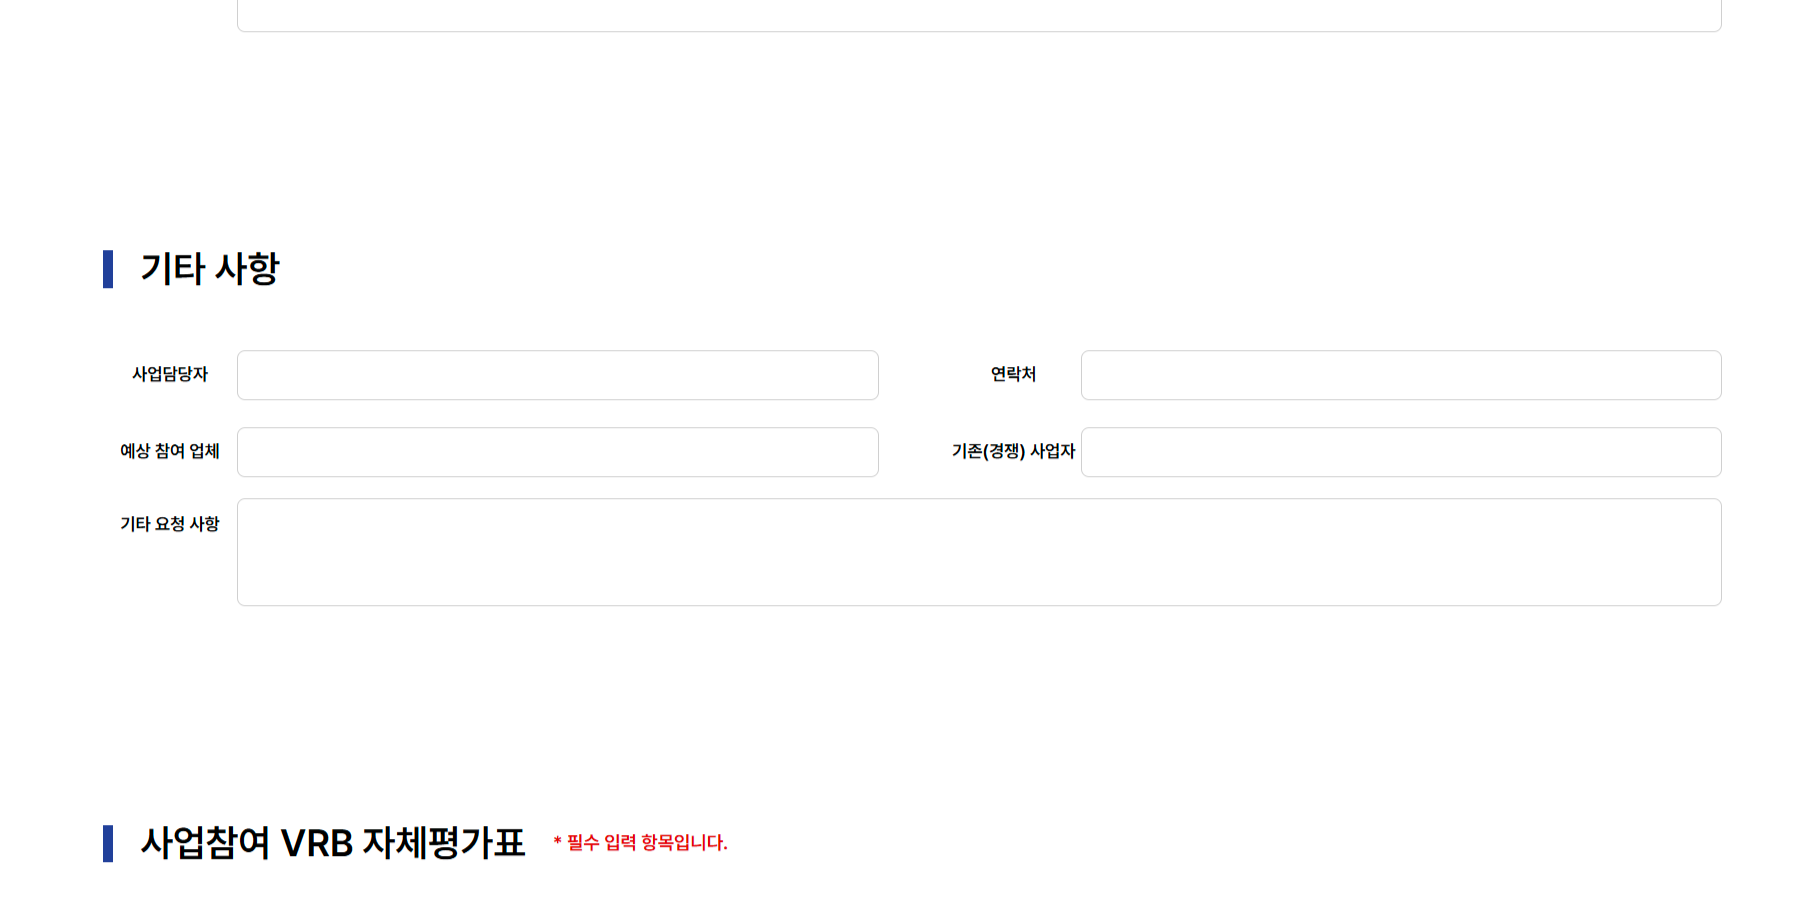 기타 사항
사업담당자
연락처
예상 참여 업체
기존(경쟁) 사업자
기타 요청 사항
사업참여 VRB 자체평가표 * 필수 입력 항목입니다.